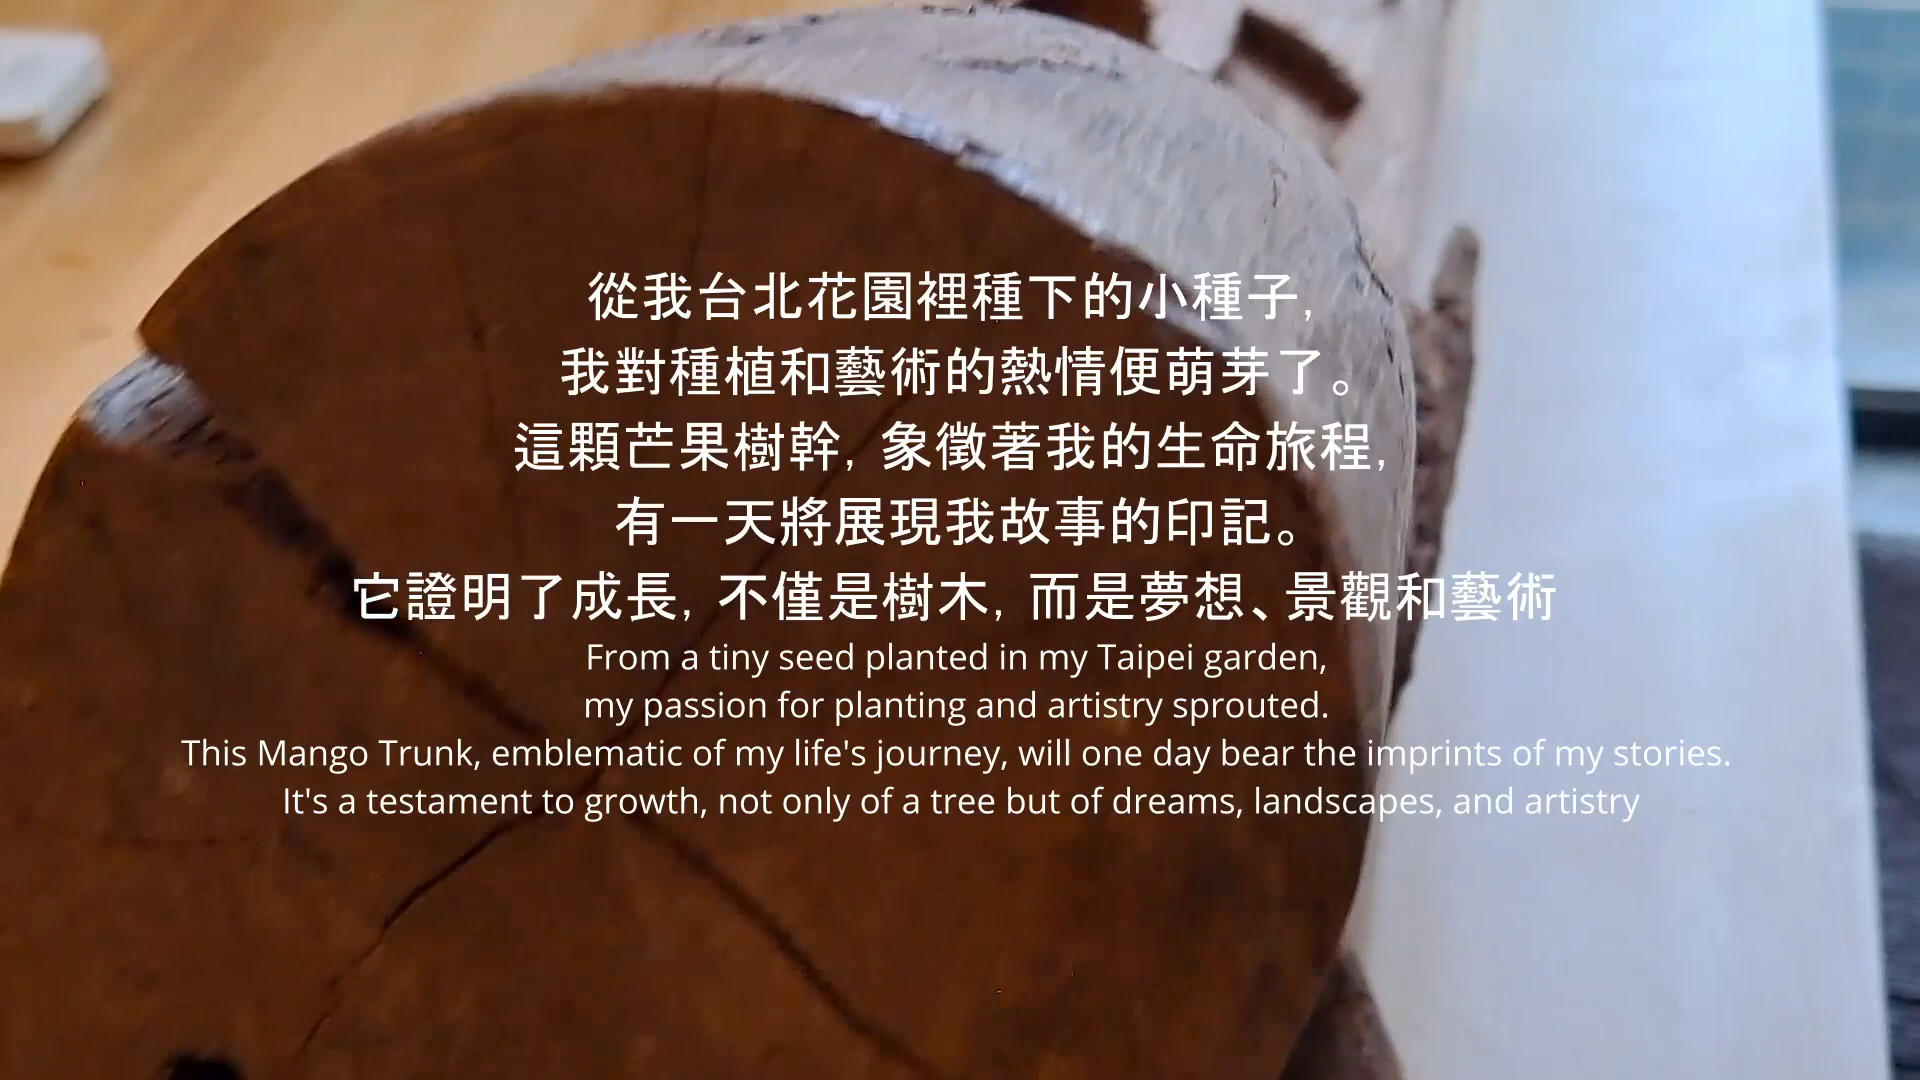 從我台北花園裡種下的小種子,
我對種植和藝術的熱情便萌芽了。
這顆芒果樹幹, 象徵著我的生命旅程,
有一天將展現我故事的印記。
它證明了成長, 不僅是樹木, 而是夢想、景觀和藝術
From a tiny seed planted in my Taipei garden,
my passion for planting and artistry sprouted.
This Mango Trunk, emblematic of my life's journey, will one day bear the imprints of my stories.
It's a testament to growth, not only of a tree but of dreams, landscapes, and artistry